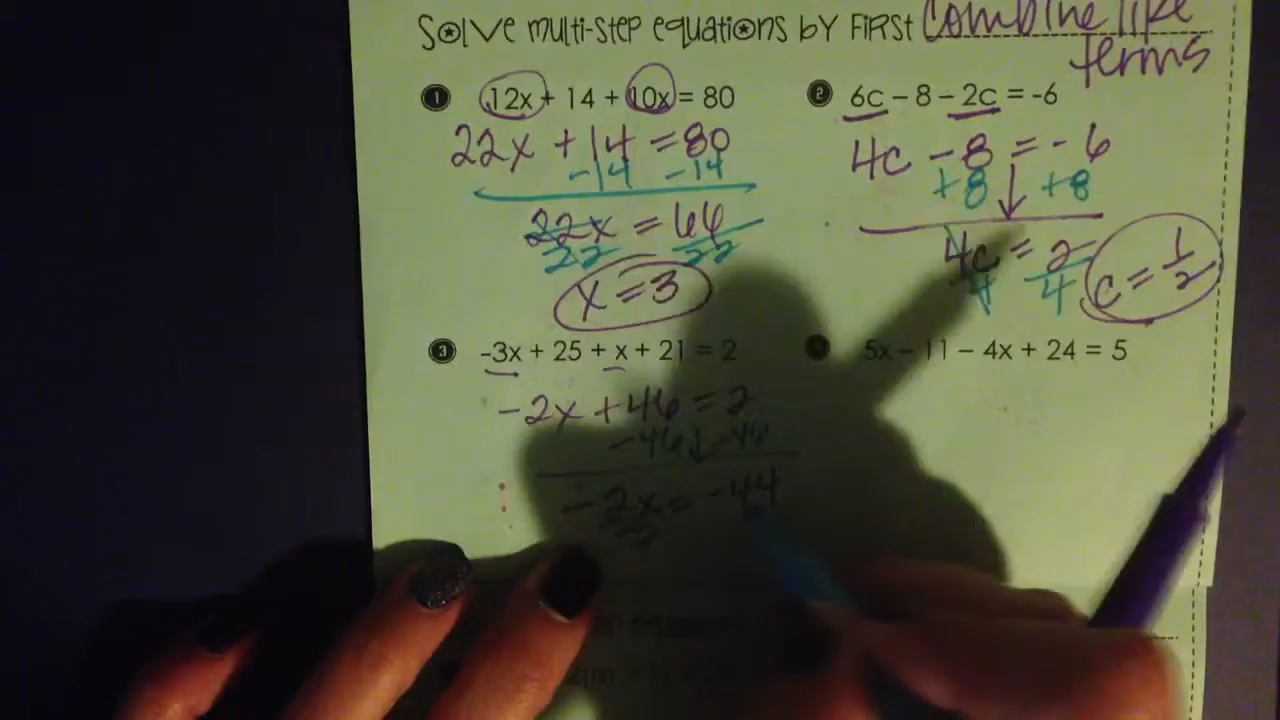 Solve multi-step equations by first combine like terms
1 12x + 14 + 10x = 80
22x + 14 = 80
-14 -14
22x = 66
22 22
x = 3
2 6c – 8 – 2c = -6
4c - 8 = -6
+8 +8
4c = 2
4 4
c = 1/2
3 -3x + 25 + x + 21 = 2
-2x + 46 = 2
-46 -46
-2x = -44
4 5x – 11 – 4x + 24 = 5